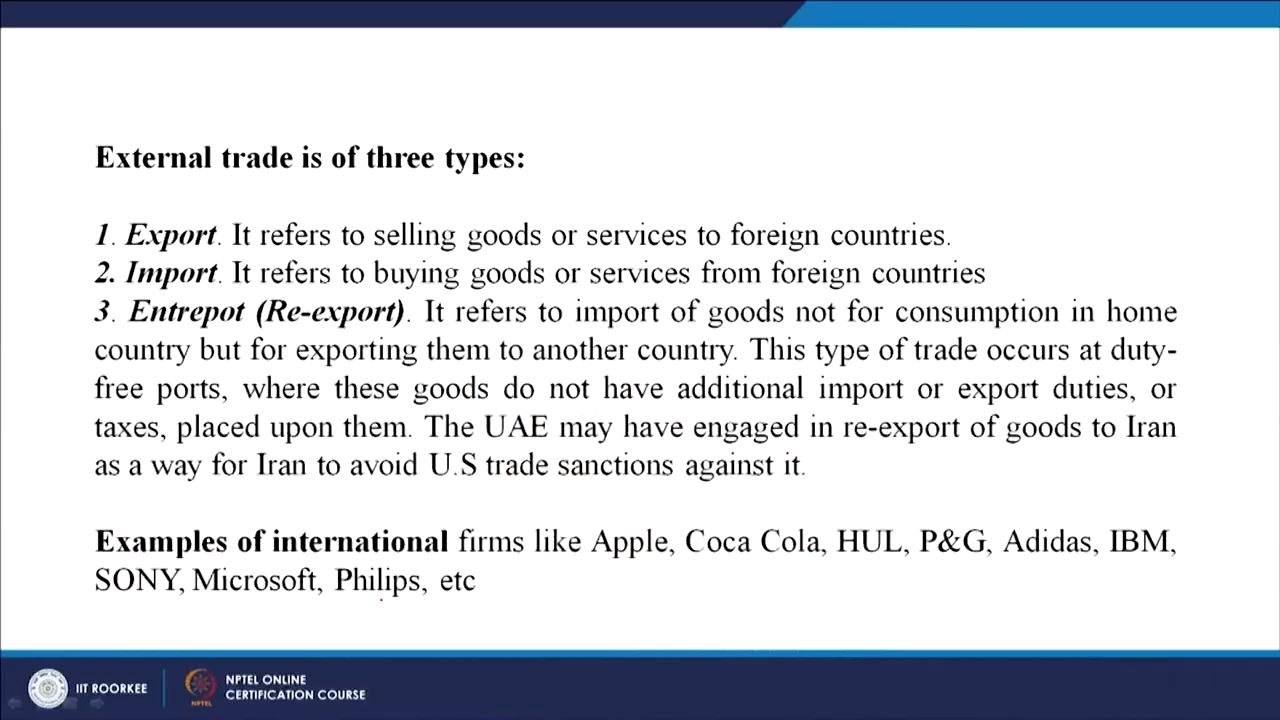 External trade is of three types:
1. Export. It refers to selling goods or services to foreign countries.
2. Import. It refers to buying goods or services from foreign countries
3. Entrepot (Re-export). It refers to import of goods not for consumption in home
country but for exporting them to another country. This type of trade occurs at duty-
free ports, where these goods do not have additional import or export duties, or
taxes, placed upon them. The UAE may have engaged in re-export of goods to Iran
as a way for Iran to avoid U.S trade sanctions against it.
Examples of international firms like Apple, Coca Cola, HUL, P&G, Adidas, IBM,
SONY, Microsoft, Philips, etc
IIT ROORKEE
NPTEL
NPTEL ONLINE
CERTIFICATION COURSE